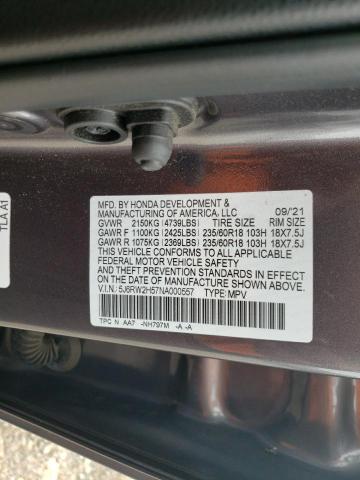 TLA A1
MFD. BY HONDA DEVELOPMENT &
MANUFACTURING OF AMERICA, LLC 09/'21
GVWR 2150KG (4739LBS) TIRE SIZE RIM SIZE
GAWR F 1100KG (2425LBS) 235/60R18 103H 18X7.5J
GAWR R 1075KG (2369LBS) 235/60R18 103H 18X7.5J
THIS VEHICLE CONFORMS TO ALL APPLICABLE
FEDERAL MOTOR VEHICLE SAFETY AND THEFT
PREVENTION STANDARDS IN EFFECT ON THE
DATE OF MANUFACTURE SHOWN ABOVE.
V.I.N.: 5J6RW2H57NA000557 TYPE: MPV
TPC N AA7 -NH797M -A -A